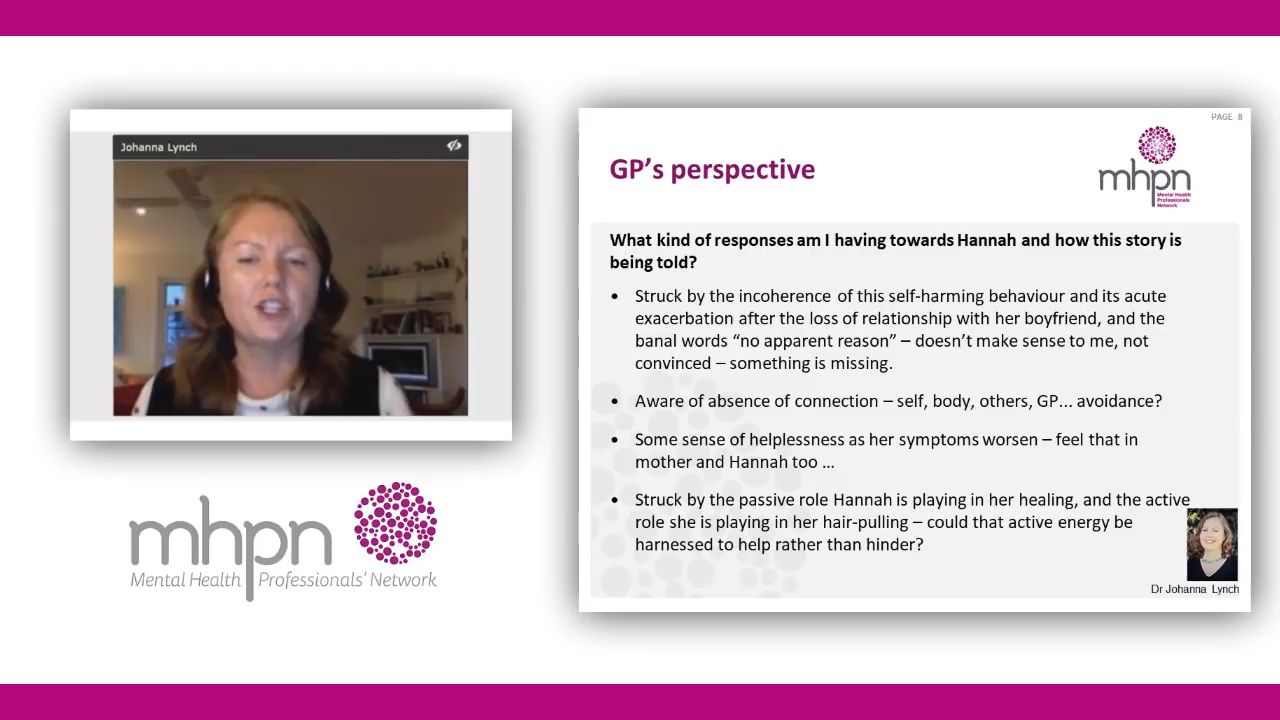 Johanna Lynch
mhpn
Mental Health Professionals' Network
PAGE 8
GP's perspective
mhpn
Mental Health
Professionals
Network
What kind of responses am I having towards Hannah and how this story is
being told?
• Struck by the incoherence of this self-harming behaviour and its acute
exacerbation after the loss of relationship with her boyfriend, and the
banal words “no apparent reason” – doesn't make sense to me, not
convinced – something is missing.
• Aware of absence of connection – self, body, others, GP... avoidance?
• Some sense of helplessness as her symptoms worsen – feel that in
mother and Hannah too ...
• Struck by the passive role Hannah is playing in her healing, and the active
role she is playing in her hair-pulling – could that active energy be
harnessed to help rather than hinder?
Dr Johanna Lynch